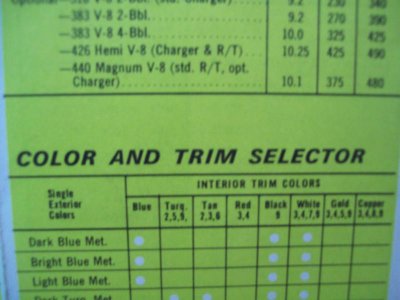 —383 V-8 2-Bbl. 9.2 270 390
—383 V-8 4-Bbl. 10.0 325 425
—426 Hemi V-8 (Charger & R/T) 10.25 425 490
—440 Magnum V-8 (std. R/T, opt.
Charger) 10.1 375 480
COLOR AND TRIM SELECTOR
Single Exterior Colors
INTERIOR TRIM COLORS
Blue
Torq. 2,5,9,
Tan 2,3,6
Red 3,4
Black 9
White 3,4,7,9
Gold 3,4,5,9
Copper 3,4,8,9
Dark Blue Met.
Bright Blue Met.
Light Blue Met.